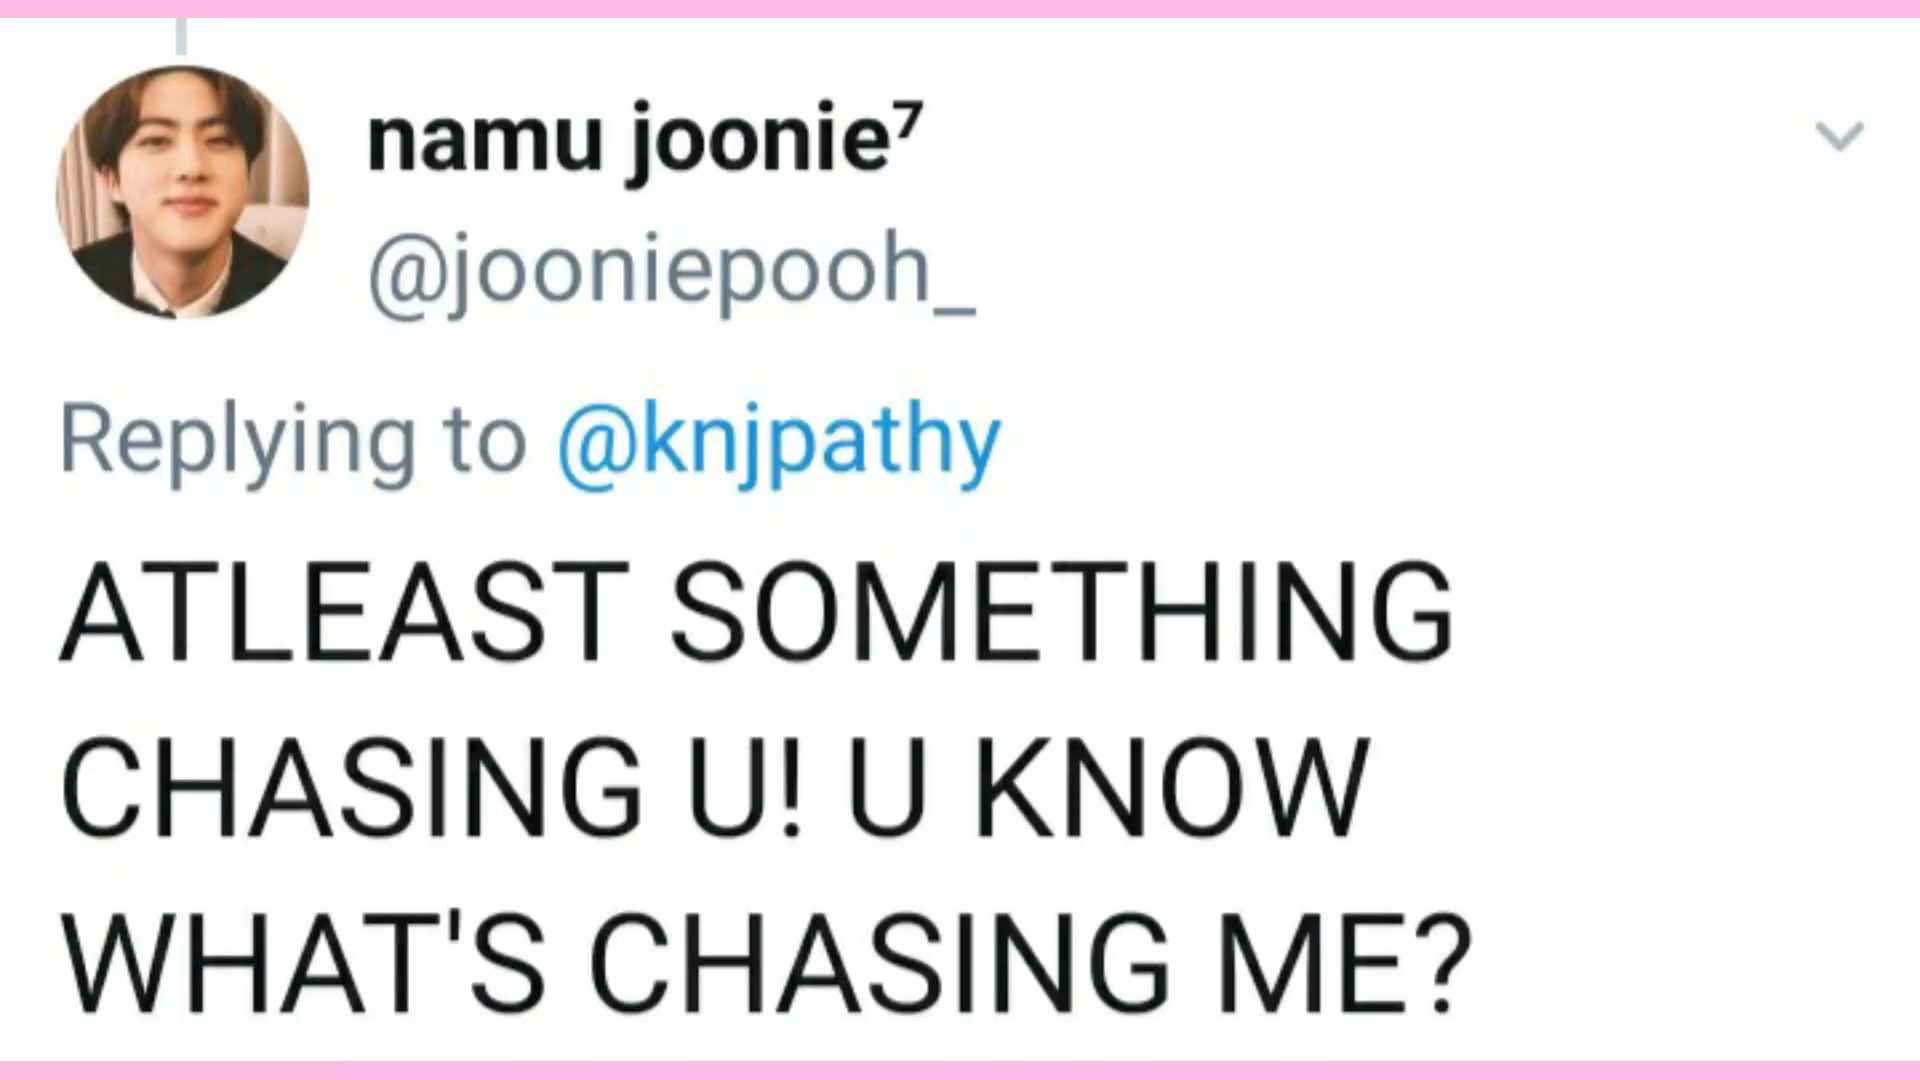 namu joonie⁷
@jooniepooh_
Replying to @knjpathy
ATLEAST SOMETHING
CHASING U! U KNOW
WHAT'S CHASING ME?